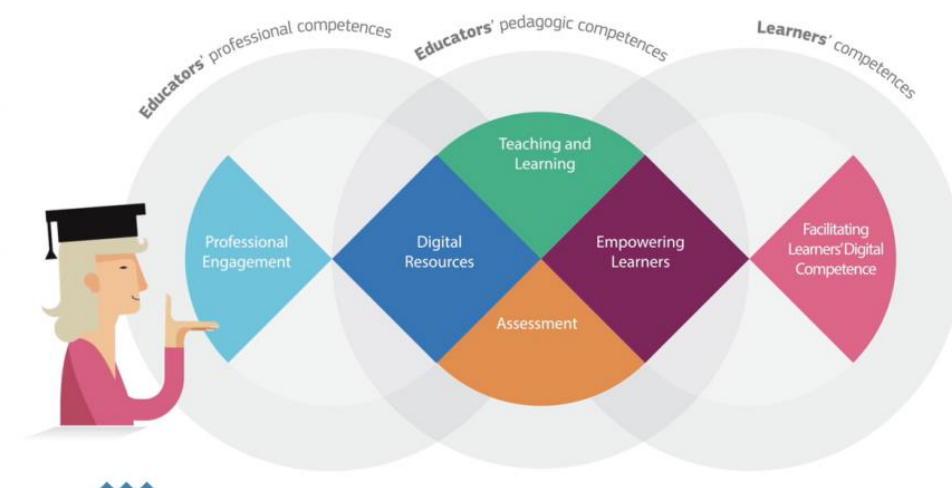 Educators' professional competences
Educators' pedagogic competences
Learners' competences
Teaching and
Learning
Professional
Engagement
Digital
Resources
Empowering
Learners
Facilitating
Learners' Digital
Competence
Assessment